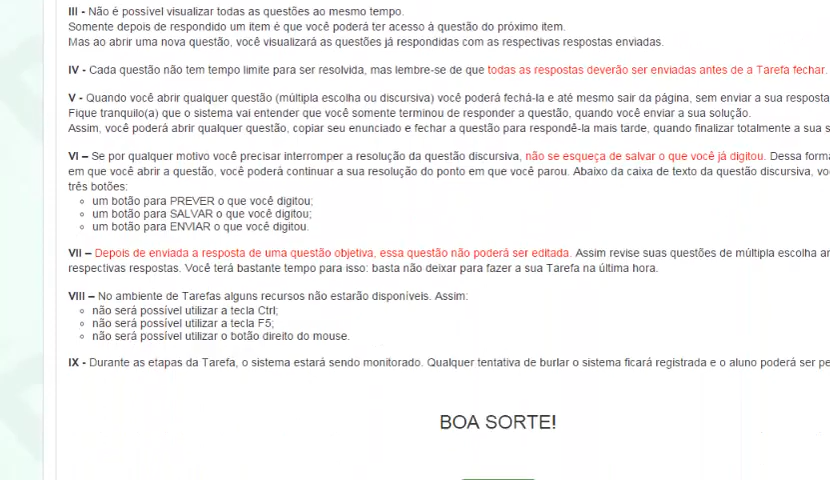 III - Não é possível visualizar todas as questões ao mesmo tempo.
Somente depois de respondido um item é que você poderá ter acesso à questão do próximo item.
Mas ao abrir uma nova questão, você visualizará as questões já respondidas com as respectivas respostas enviadas.
IV - Cada questão não tem tempo limite para ser resolvida, mas lembre-se de que todas as respostas deverão ser enviadas antes de a Tarefa fechar.
V - Quando você abrir qualquer questão (múltipla escolha ou discursiva) você poderá fechá-la e até mesmo sair da página, sem enviar a sua resposta
Fique tranquilo(a) que o sistema vai entender que você somente terminou de responder a questão, quando você enviar a sua solução.
Assim, você poderá abrir qualquer questão, copiar seu enunciado e fechar a questão para respondê-la mais tarde, quando finalizar totalmente a sua s
VI – Se por qualquer motivo você precisar interromper a resolução da questão discursiva, não se esqueça de salvar o que você já digitou. Dessa form
em que você abrir a questão, você poderá continuar a sua resolução do ponto em que você parou. Abaixo da caixa de texto da questão discursiva, vo
três botões:
um botão para PREVER o que você digitou;
um botão para SALVAR o que você digitou;
um botão para ENVIAR o que você digitou.
VII – Depois de enviada a resposta de uma questão objetiva, essa questão não poderá ser editada. Assim revise suas questões de múltipla escolha an
respectivas respostas. Você terá bastante tempo para isso: basta não deixar para fazer a sua Tarefa na última hora.
VIII – No ambiente de Tarefas alguns recursos não estarão disponíveis. Assim:
não será possível utilizar a tecla Ctrl;
não será possível utilizar a tecla F5;
não será possível utilizar o botão direito do mouse.
IX - Durante as etapas da Tarefa, o sistema estará sendo monitorado. Qualquer tentativa de burlar o sistema ficará registrada e o aluno poderá ser pe
BOA SORTE!